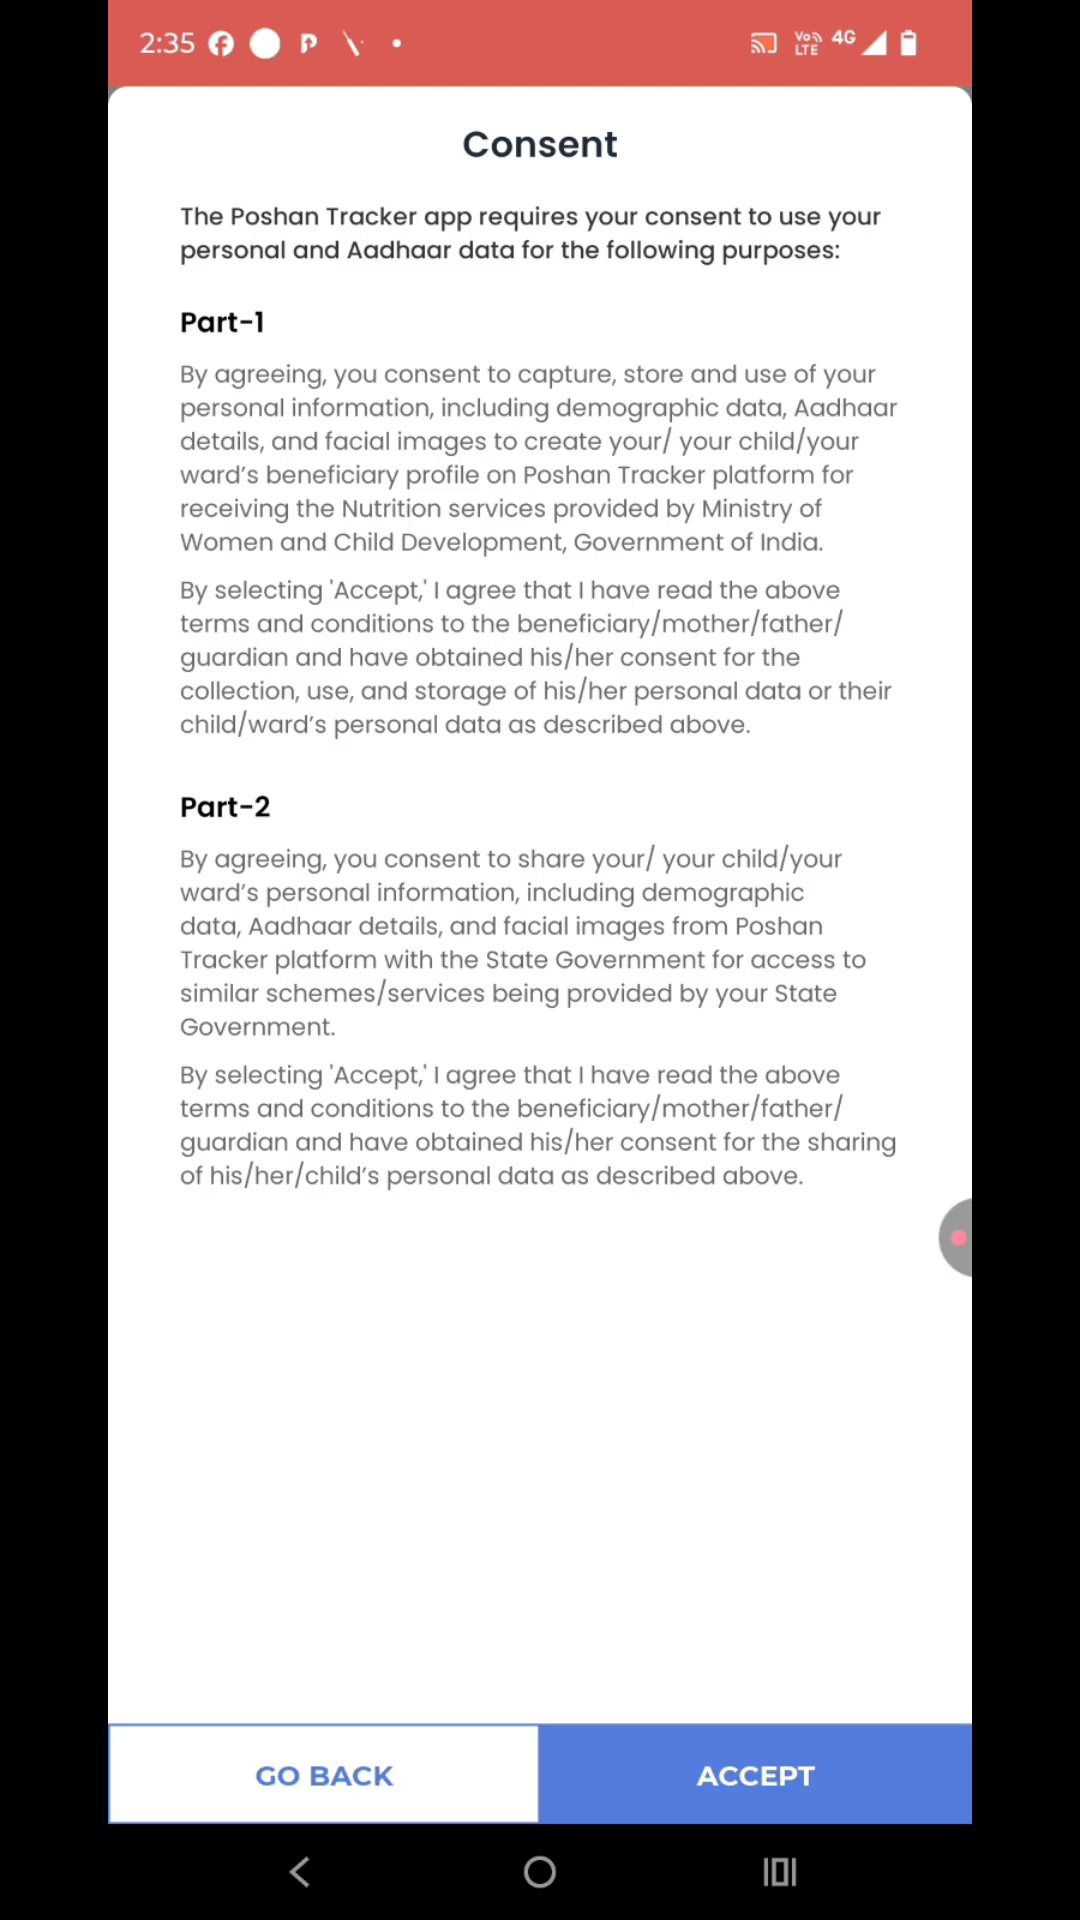 2:35
VoLTE 4G
Consent
The Poshan Tracker app requires your consent to use your
personal and Aadhaar data for the following purposes:
Part-1
By agreeing, you consent to capture, store and use of your
personal information, including demographic data, Aadhaar
details, and facial images to create your/ your child/your
ward’s beneficiary profile on Poshan Tracker platform for
receiving the Nutrition services provided by Ministry of
Women and Child Development, Government of India.
By selecting 'Accept,' I agree that I have read the above
terms and conditions to the beneficiary/mother/father/
guardian and have obtained his/her consent for the
collection, use, and storage of his/her personal data or their
child/ward’s personal data as described above.
Part-2
By agreeing, you consent to share your/ your child/your
ward’s personal information, including demographic
data, Aadhaar details, and facial images from Poshan
Tracker platform with the State Government for access to
similar schemes/services being provided by your State
Government.
By selecting 'Accept,' I agree that I have read the above
terms and conditions to the beneficiary/mother/father/
guardian and have obtained his/her consent for the sharing
of his/her/child’s personal data as described above.
GO BACK
ACCEPT